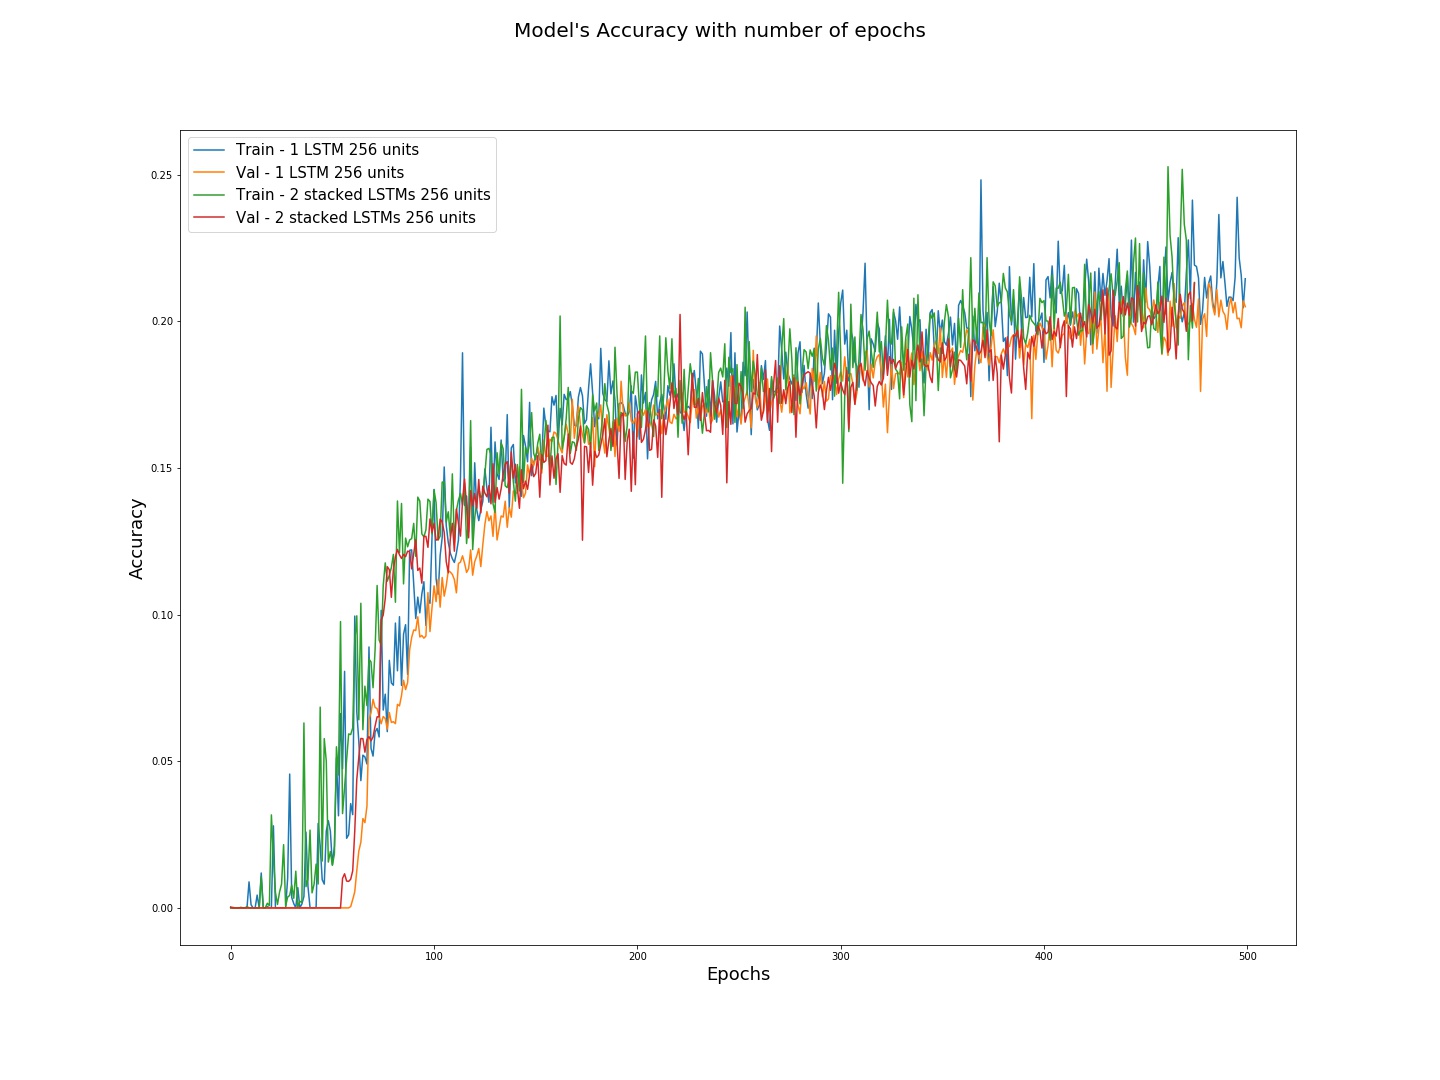 Model's Accuracy with number of epochs
Train - 1 LSTM 256 units
Val - 1 LSTM 256 units
Train - 2 stacked LSTMs 256 units
Val - 2 stacked LSTMs 256 units
0.25
0.20
0.15
0.10
0.05
0.00
Accuracy
0 100 200 300 400 500
Epochs